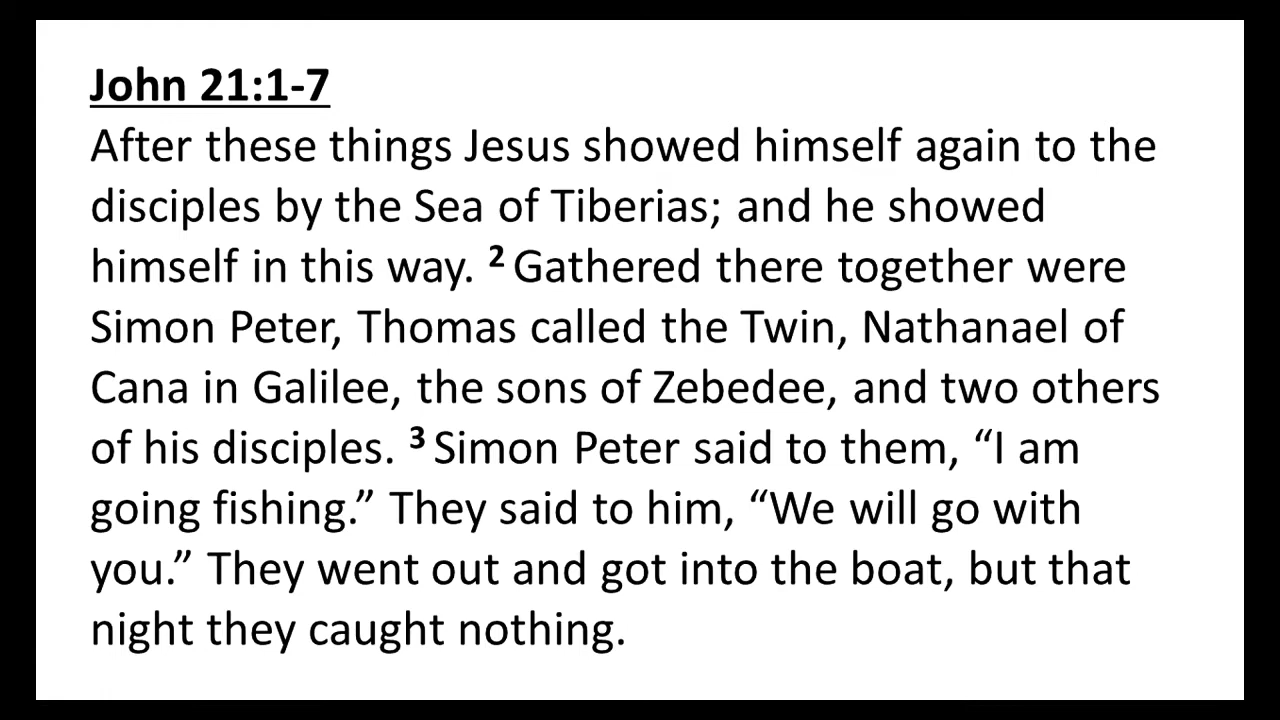 John 21:1-7
After these things Jesus showed himself again to the
disciples by the Sea of Tiberias; and he showed
himself in this way. ² Gathered there together were
Simon Peter, Thomas called the Twin, Nathanael of
Cana in Galilee, the sons of Zebedee, and two others
of his disciples. ³ Simon Peter said to them, “I am
going fishing.” They said to him, “We will go with
you.” They went out and got into the boat, but that
night they caught nothing.